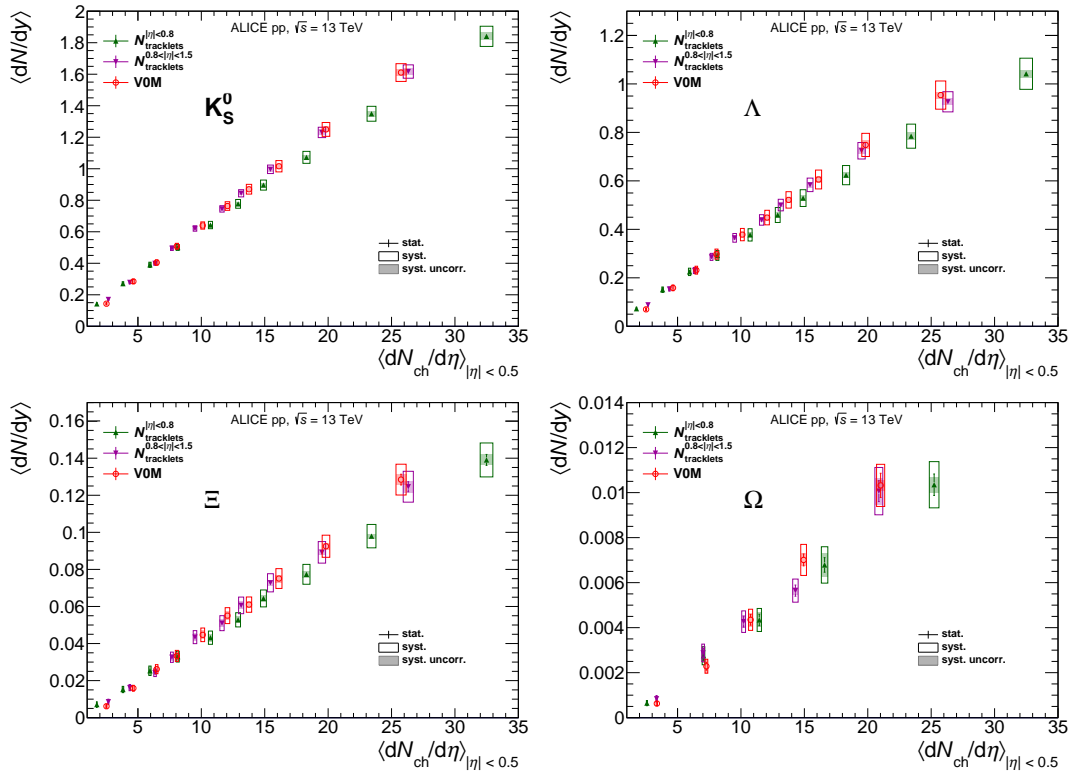 ALICE pp, √s = 13 TeV
N_tracklets^|η|<0.8
N_tracklets^0.8<|η|<1.5
V0M
K_S^0
stat.
syst.
syst. uncorr.
⟨dN/dy⟩
2
1.8
1.6
1.4
1.2
1
0.8
0.6
0.4
0.2
0
5 10 15 20 25 30 35
⟨dN_ch/dη⟩_|η| < 0.5
ALICE pp, √s = 13 TeV
N_tracklets^|η|<0.8
N_tracklets^0.8<|η|<1.5
V0M
Λ
stat.
syst.
syst. uncorr.
⟨dN/dy⟩
1.4
1.2
1
0.8
0.6
0.4
0.2
0
5 10 15 20 25 30 35
⟨dN_ch/dη⟩_|η| < 0.5
ALICE pp, √s = 13 TeV
N_tracklets^|η|<0.8
N_tracklets^0.8<|η|<1.5
V0M
Ξ
stat.
syst.
syst. uncorr.
⟨dN/dy⟩
0.16
0.14
0.12
0.1
0.08
0.06
0.04
0.02
0
5 10 15 20 25 30 35
⟨dN_ch/dη⟩_|η| < 0.5
ALICE pp, √s = 13 TeV
N_tracklets^|η|<0.8
N_tracklets^0.8<|η|<1.5
V0M
Ω
stat.
syst.
syst. uncorr.
⟨dN/dy⟩
0.014
0.012
0.01
0.008
0.006
0.004
0.002
0
5 10 15 20 25 30 35
⟨dN_ch/dη⟩_|η| < 0.5